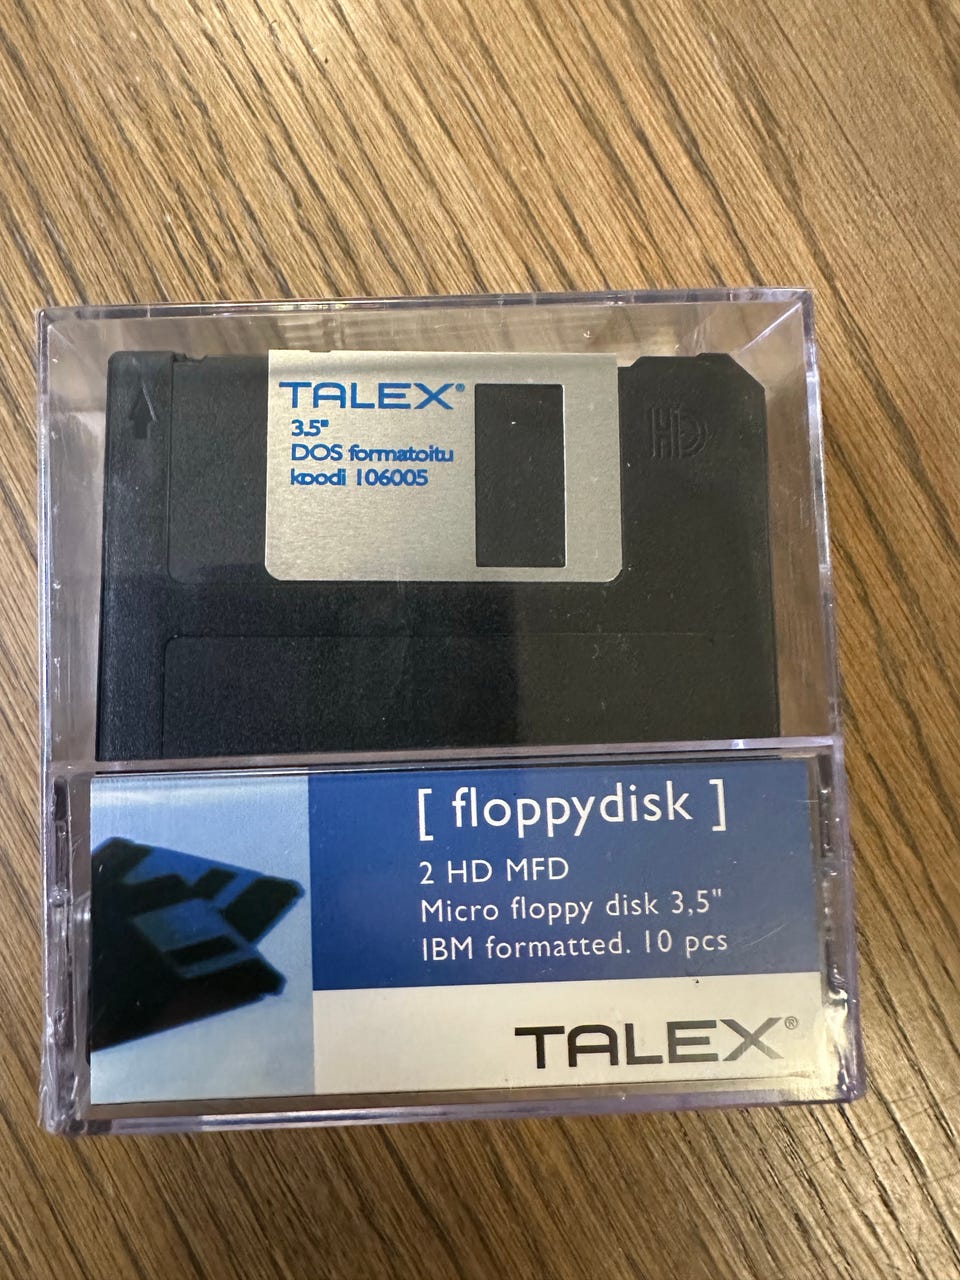 TALEX®
3.5"
DOS formatoitu
koodi 106005
HD
[ floppydisk ]
2 HD MFD
Micro floppy disk 3,5"
IBM formatted. 10 pcs
TALEX®